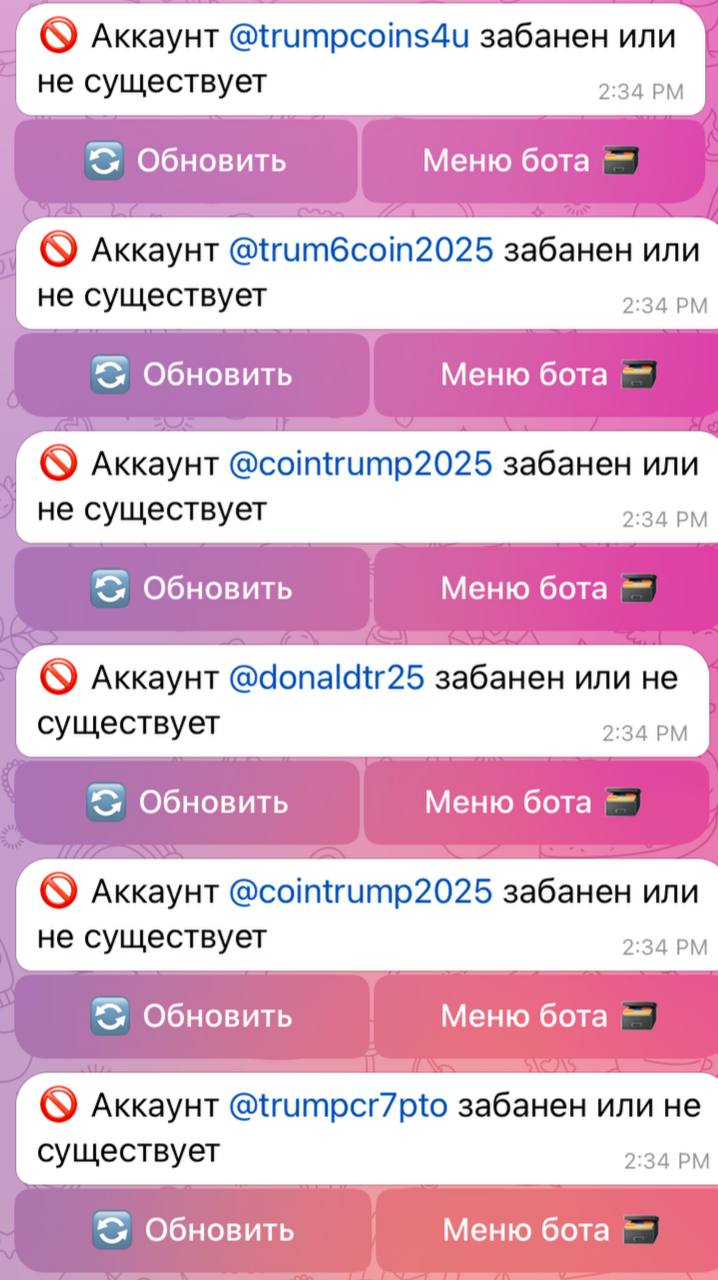 🚫 Аккаунт @trumpcoins4u забанен или
не существует
2:34 PM
🔄 Обновить
Меню бота 🗃
🚫 Аккаунт @trum6coin2025 забанен или
не существует
2:34 PM
🔄 Обновить
Меню бота 🗃
🚫 Аккаунт @cointrump2025 забанен или
не существует
2:34 PM
🔄 Обновить
Меню бота 🗃
🚫 Аккаунт @donaldtr25 забанен или не
существует
2:34 PM
🔄 Обновить
Меню бота 🗃
🚫 Аккаунт @cointrump2025 забанен или
не существует
2:34 PM
🔄 Обновить
Меню бота 🗃
🚫 Аккаунт @trumpcr7pto забанен или не
существует
2:34 PM
🔄 Обновить
Меню бота 🗃